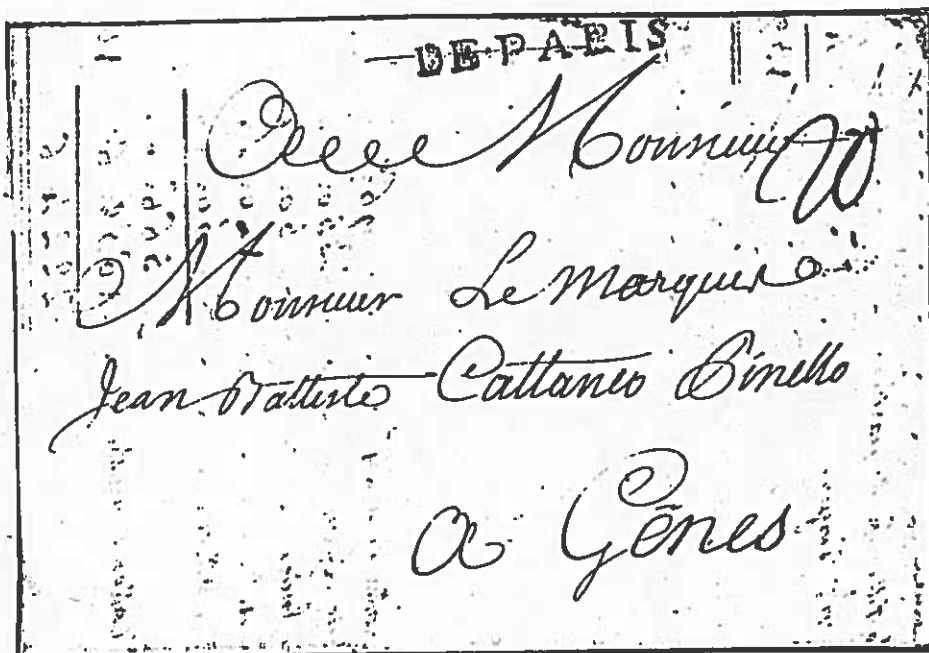 DE PARIS
A Monsieur
Monsieur Le Marquis
Jean Battiste Cattaneo Pinello
a Gênes